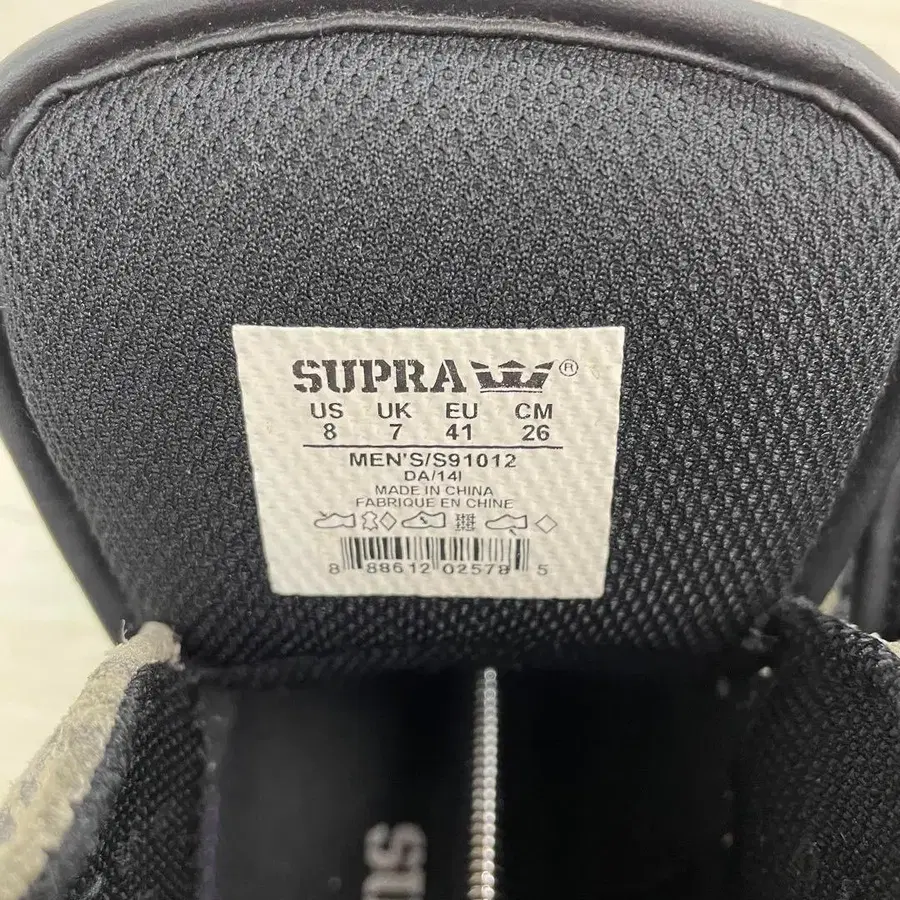 SUPRA ®
US UK EU CM
8 7 41 26
MEN'S/S91012
DA/14I
MADE IN CHINA
FABRIQUE EN CHINE
8 88612 02578 5
SU